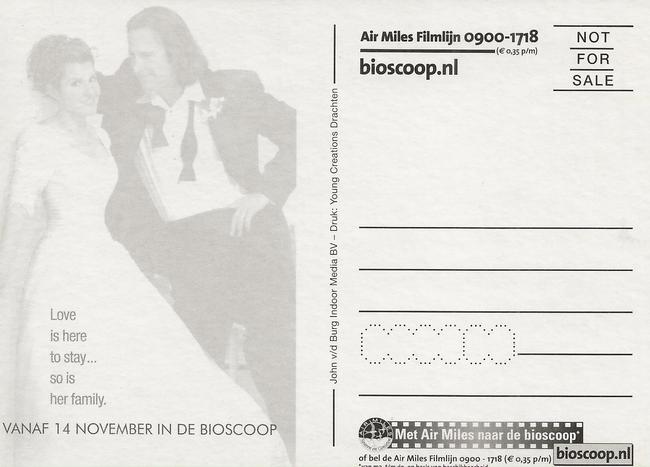 Love
is here
to stay...
so is
her family.
VANAF 14 NOVEMBER IN DE BIOSCOOP
John v/d Burg Indoor Media BV – Druk: Young Creations Drachten
Air Miles Filmlijn 0900-1718
(€ 0,35 p/m)
bioscoop.nl
NOT
FOR
SALE
Met Air Miles naar de bioscoop*
of bel de Air Miles Filmlijn 0900 - 1718 (€ 0,35 p/m)
bioscoop.nl